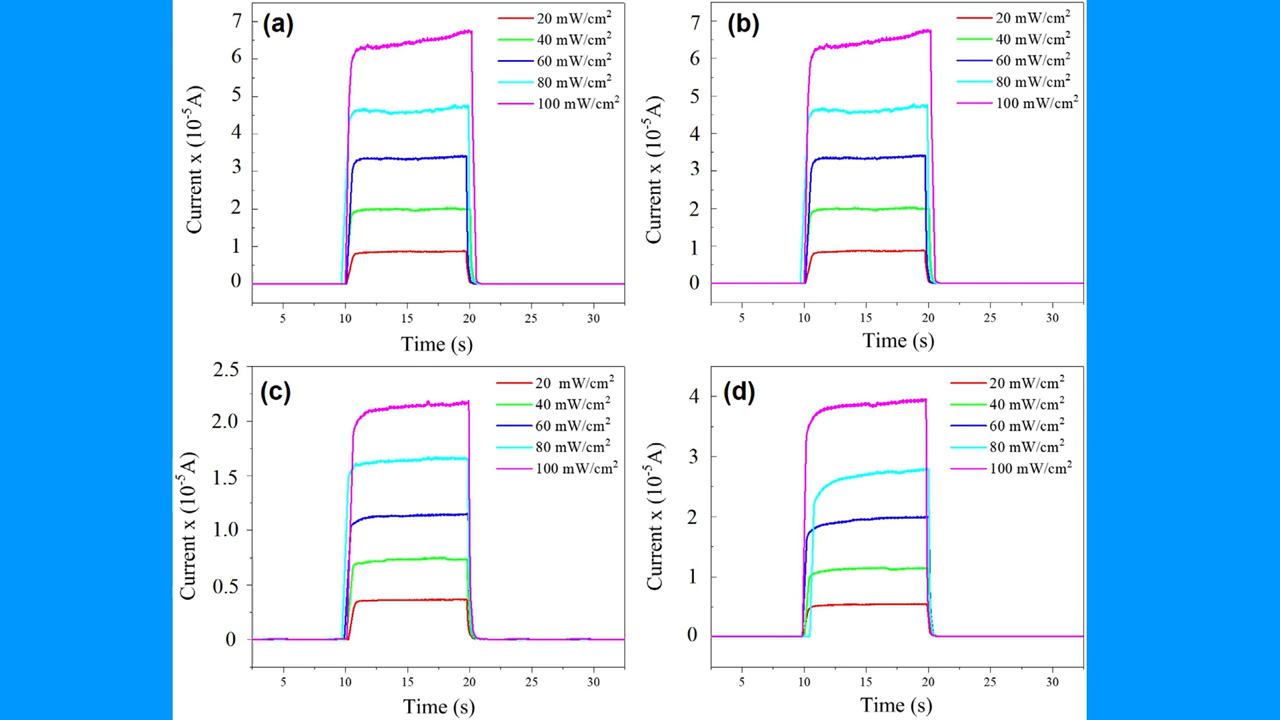 (a)
20 mW/cm²
40 mW/cm²
60 mW/cm²
80 mW/cm²
100 mW/cm²
7
6
5
4
3
2
1
0
Current x (10⁻⁵A)
5 10 15 20 25 30
Time (s)
(b)
20 mW/cm²
40 mW/cm²
60 mW/cm²
80 mW/cm²
100 mW/cm²
7
6
5
4
3
2
1
0
Current x (10⁻⁵A)
5 10 15 20 25 30
Time (s)
(c)
20 mW/cm²
40 mW/cm²
60 mW/cm²
80 mW/cm²
100 mW/cm²
2.5
2.0
1.5
1.0
0.5
0
Current x (10⁻⁵A)
5 10 15 20 25 30
Time (s)
(d)
20 mW/cm²
40 mW/cm²
60 mW/cm²
80 mW/cm²
100 mW/cm²
4
3
2
1
0
Current x (10⁻⁵A)
5 10 15 20 25 30
Time (s)